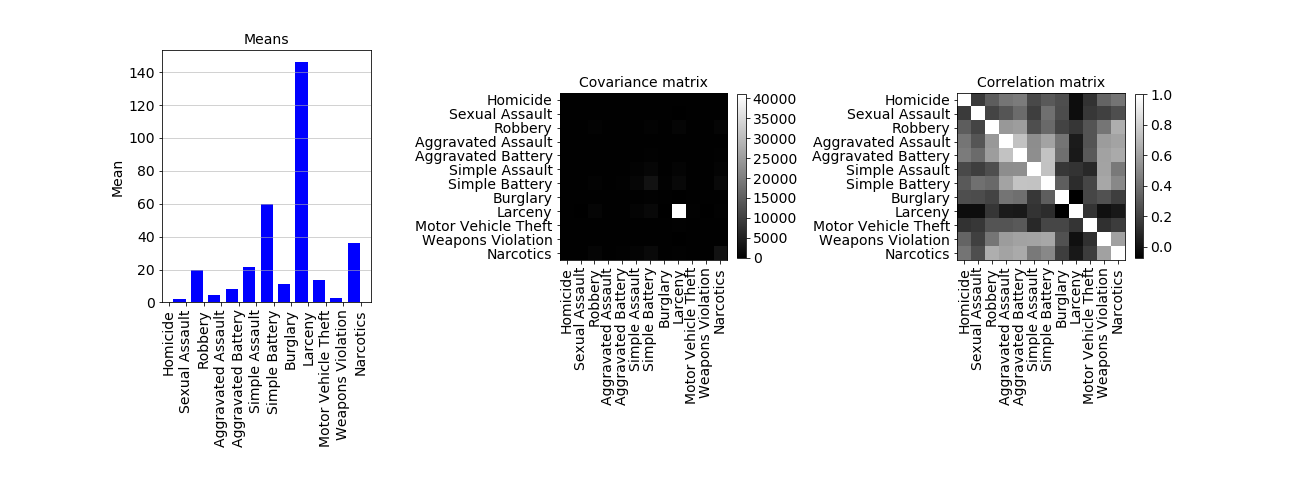 Means
Mean
0
20
40
60
80
100
120
140
Homicide
Sexual Assault
Robbery
Aggravated Assault
Aggravated Battery
Simple Assault
Simple Battery
Burglary
Larceny
Motor Vehicle Theft
Weapons Violation
Narcotics
Covariance matrix
Homicide
Sexual Assault
Robbery
Aggravated Assault
Aggravated Battery
Simple Assault
Simple Battery
Burglary
Larceny
Motor Vehicle Theft
Weapons Violation
Narcotics
Homicide
Sexual Assault
Robbery
Aggravated Assault
Aggravated Battery
Simple Assault
Simple Battery
Burglary
Larceny
Motor Vehicle Theft
Weapons Violation
Narcotics
40000
35000
30000
25000
20000
15000
10000
5000
0
Correlation matrix
Homicide
Sexual Assault
Robbery
Aggravated Assault
Aggravated Battery
Simple Assault
Simple Battery
Burglary
Larceny
Motor Vehicle Theft
Weapons Violation
Narcotics
Homicide
Sexual Assault
Robbery
Aggravated Assault
Aggravated Battery
Simple Assault
Simple Battery
Burglary
Larceny
Motor Vehicle Theft
Weapons Violation
Narcotics
1.0
0.8
0.6
0.4
0.2
0.0